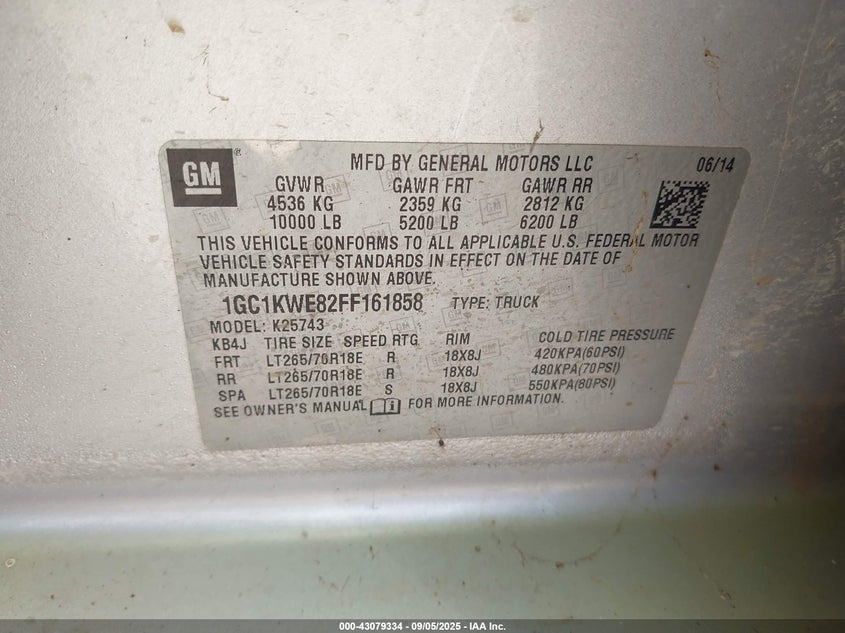 GM
MFD BY GENERAL MOTORS LLC 06/14
GVWR GAWR FRT GAWR RR
4536 KG 2359 KG 2812 KG
10000 LB 5200 LB 6200 LB
THIS VEHICLE CONFORMS TO ALL APPLICABLE U.S. FEDERAL MOTOR
VEHICLE SAFETY STANDARDS IN EFFECT ON THE DATE OF
MANUFACTURE SHOWN ABOVE.
1GC1KWE82FF161858 TYPE: TRUCK
MODEL: K25743
KB4J TIRE SIZE SPEED RTG RIM COLD TIRE PRESSURE
FRT LT265/70R18E R 18X8J 420KPA(60PSI)
RR LT265/70R18E R 18X8J 480KPA(70PSI)
SPA LT265/70R18E S 18X8J 550KPA(80PSI)
SEE OWNER'S MANUAL FOR MORE INFORMATION.
000-43079334 - 09/05/2025 - IAA Inc.